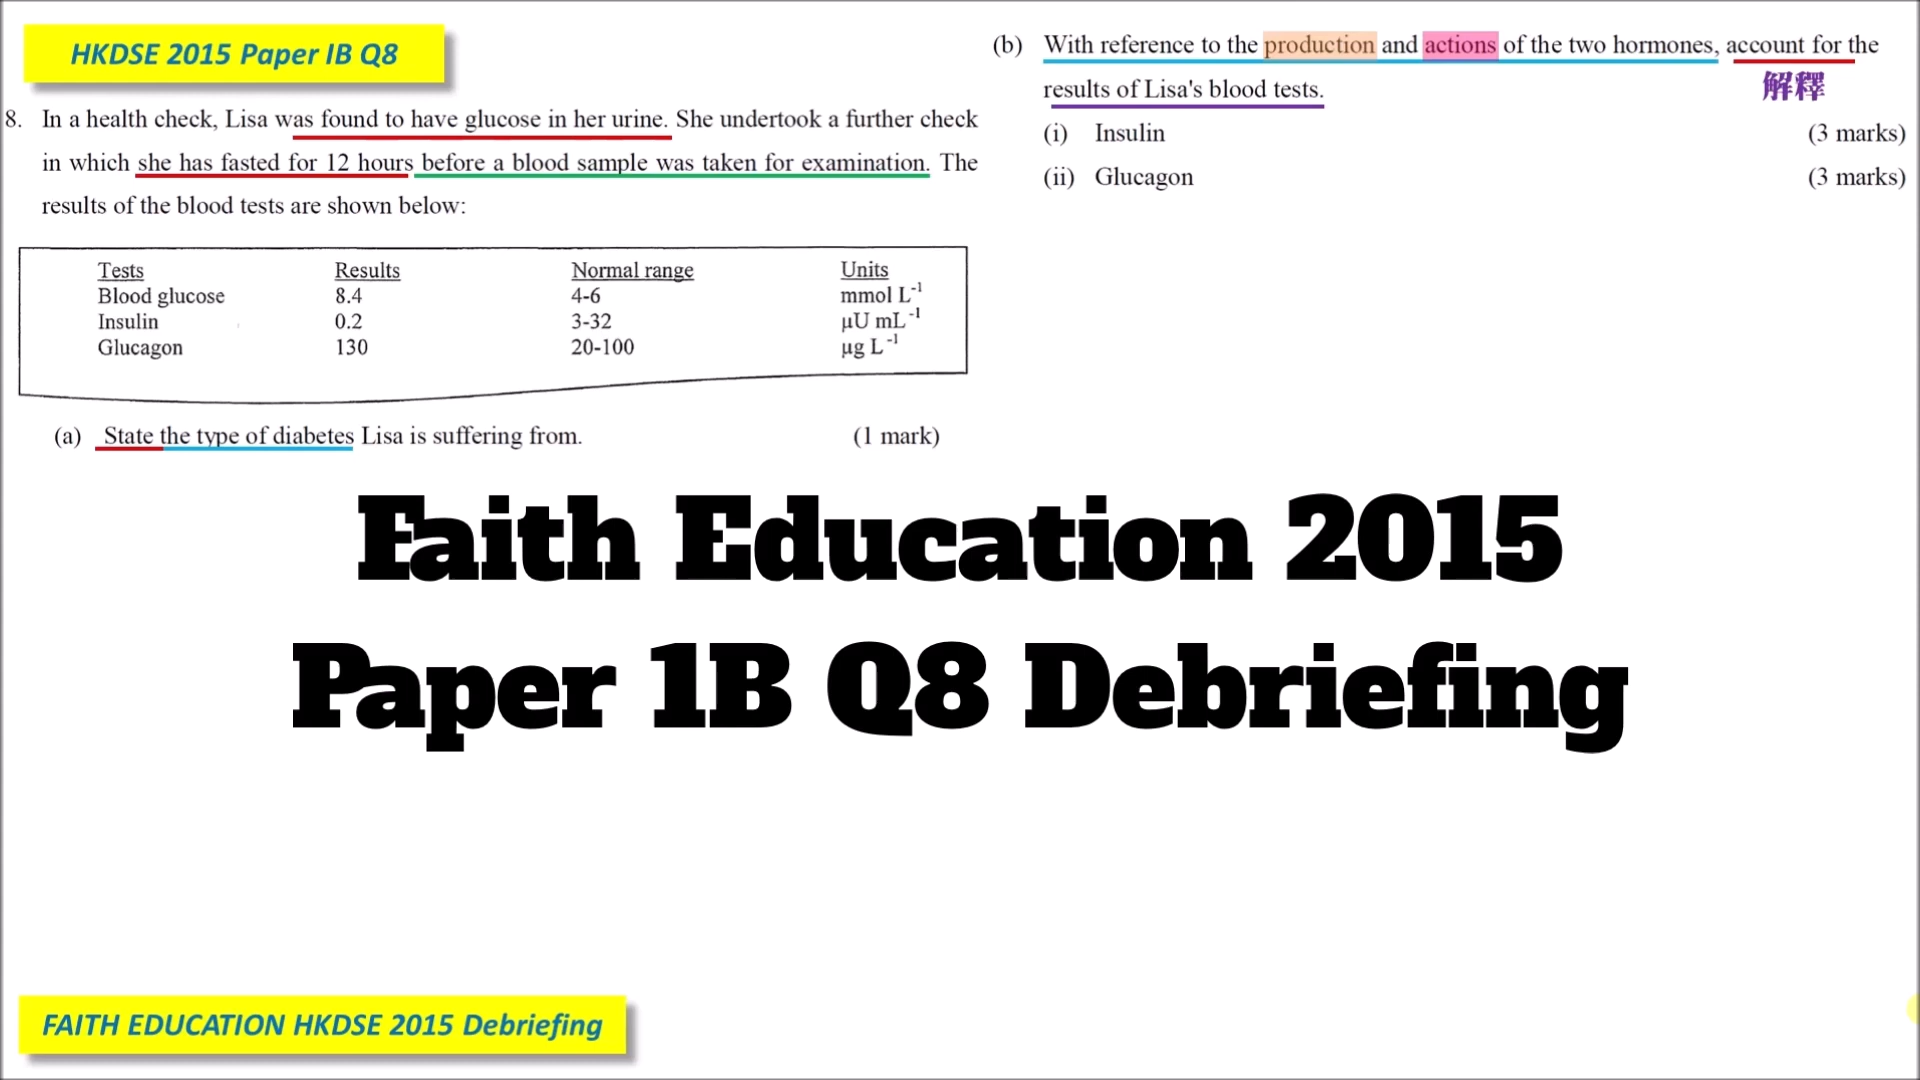 HKDSE 2015 Paper IB Q8
8. In a health check, Lisa was found to have glucose in her urine. She undertook a further check
in which she has fasted for 12 hours before a blood sample was taken for examination. The
results of the blood tests are shown below:
Tests Results Normal range Units
Blood glucose 8.4 4-6 mmol L⁻¹
Insulin 0.2 3-32 µU mL⁻¹
Glucagon 130 20-100 µg L⁻¹
(a) State the type of diabetes Lisa is suffering from. (1 mark)
(b) With reference to the production and actions of the two hormones, account for the
解釋
results of Lisa's blood tests.
(i) Insulin (3 marks)
(ii) Glucagon (3 marks)
Faith Education 2015
Paper 1B Q8 Debriefing
FAITH EDUCATION HKDSE 2015 Debriefing